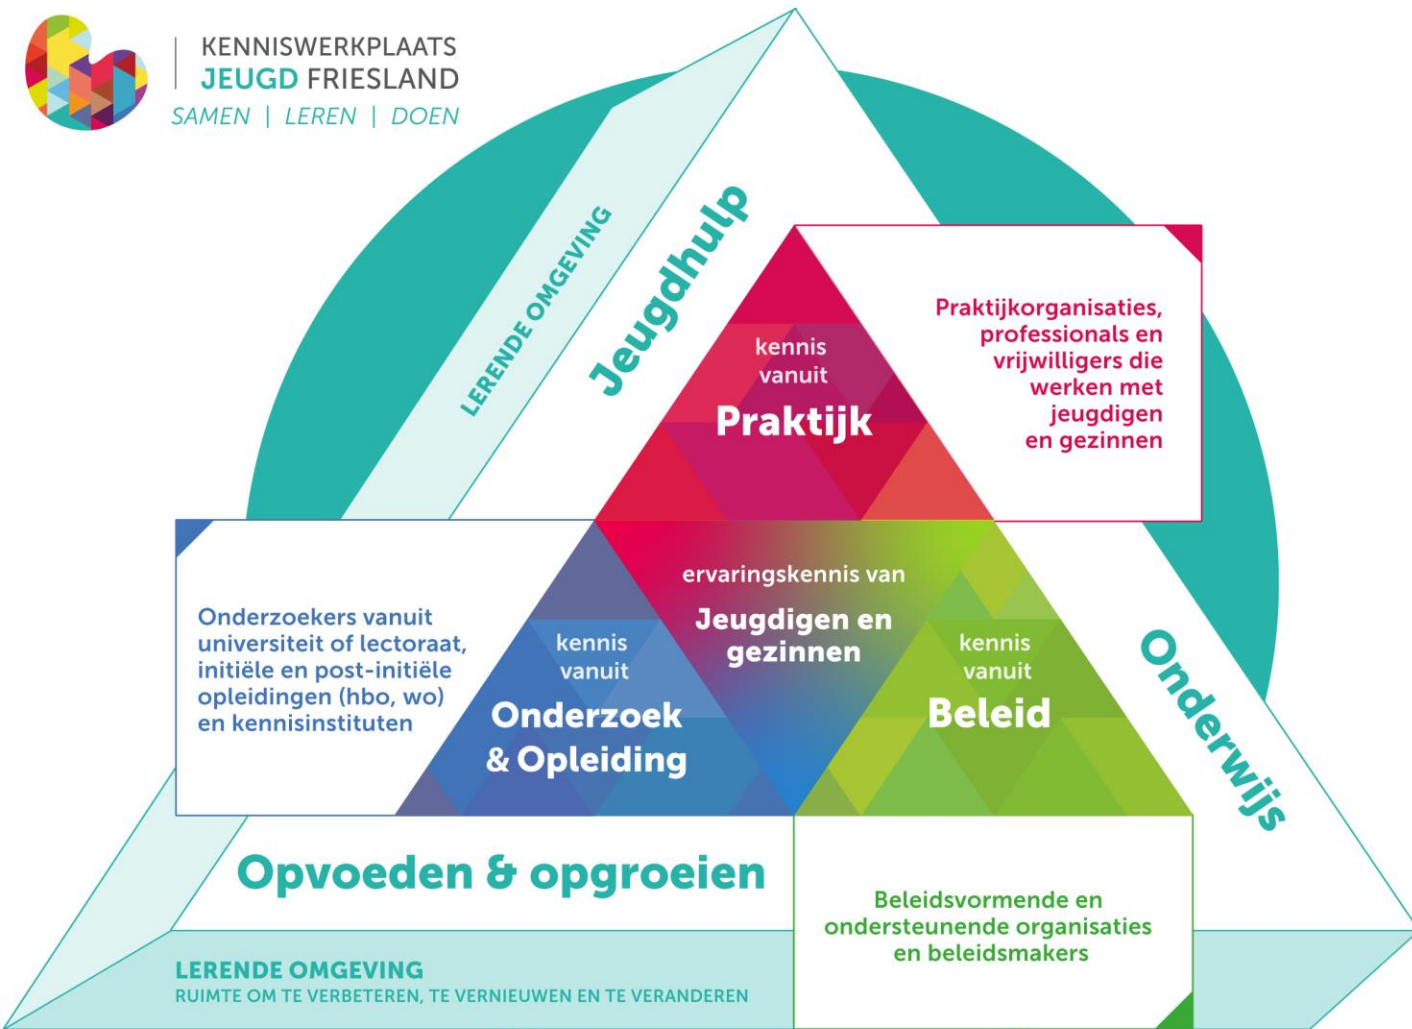 KENNISWERKPLAATS
JEUGD FRIESLAND
SAMEN | LEREN | DOEN
LERENDE OMGEVING
Jeugdhulp
kennis
vanuit
Praktijk
Praktijkorganisaties,
professionals en
vrijwilligers die
werken met
jeugdigen
en gezinnen
Onderzoekers vanuit
universiteit of lectoraat,
initiële en post-initiële
opleidingen (hbo, wo)
en kennisinstituten
kennis
vanuit
Onderzoek
& Opleiding
ervaringskennis van
Jeugdigen en
gezinnen
kennis
vanuit
Beleid
Onderwijs
Opvoeden & opgroeien
Beleidsvormende en
ondersteunende organisaties
en beleidsmakers
LERENDE OMGEVING
RUIMTE OM TE VERBETEREN, TE VERNIEUWEN EN TE VERANDEREN